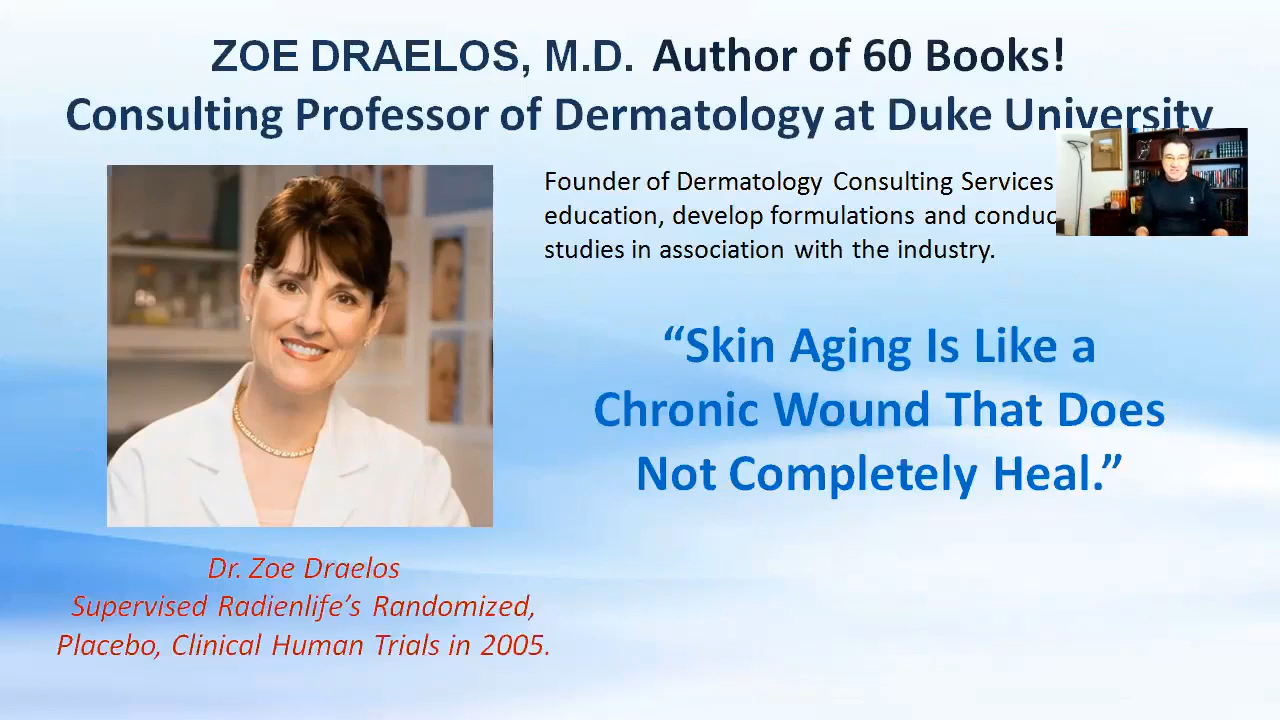 ZOE DRAELOS, M.D. Author of 60 Books!
Consulting Professor of Dermatology at Duke University
Founder of Dermatology Consulting Services
education, develop formulations and conduc
studies in association with the industry.
“Skin Aging Is Like a
Chronic Wound That Does
Not Completely Heal.”
Dr. Zoe Draelos
Supervised Radienlife’s Randomized,
Placebo, Clinical Human Trials in 2005.